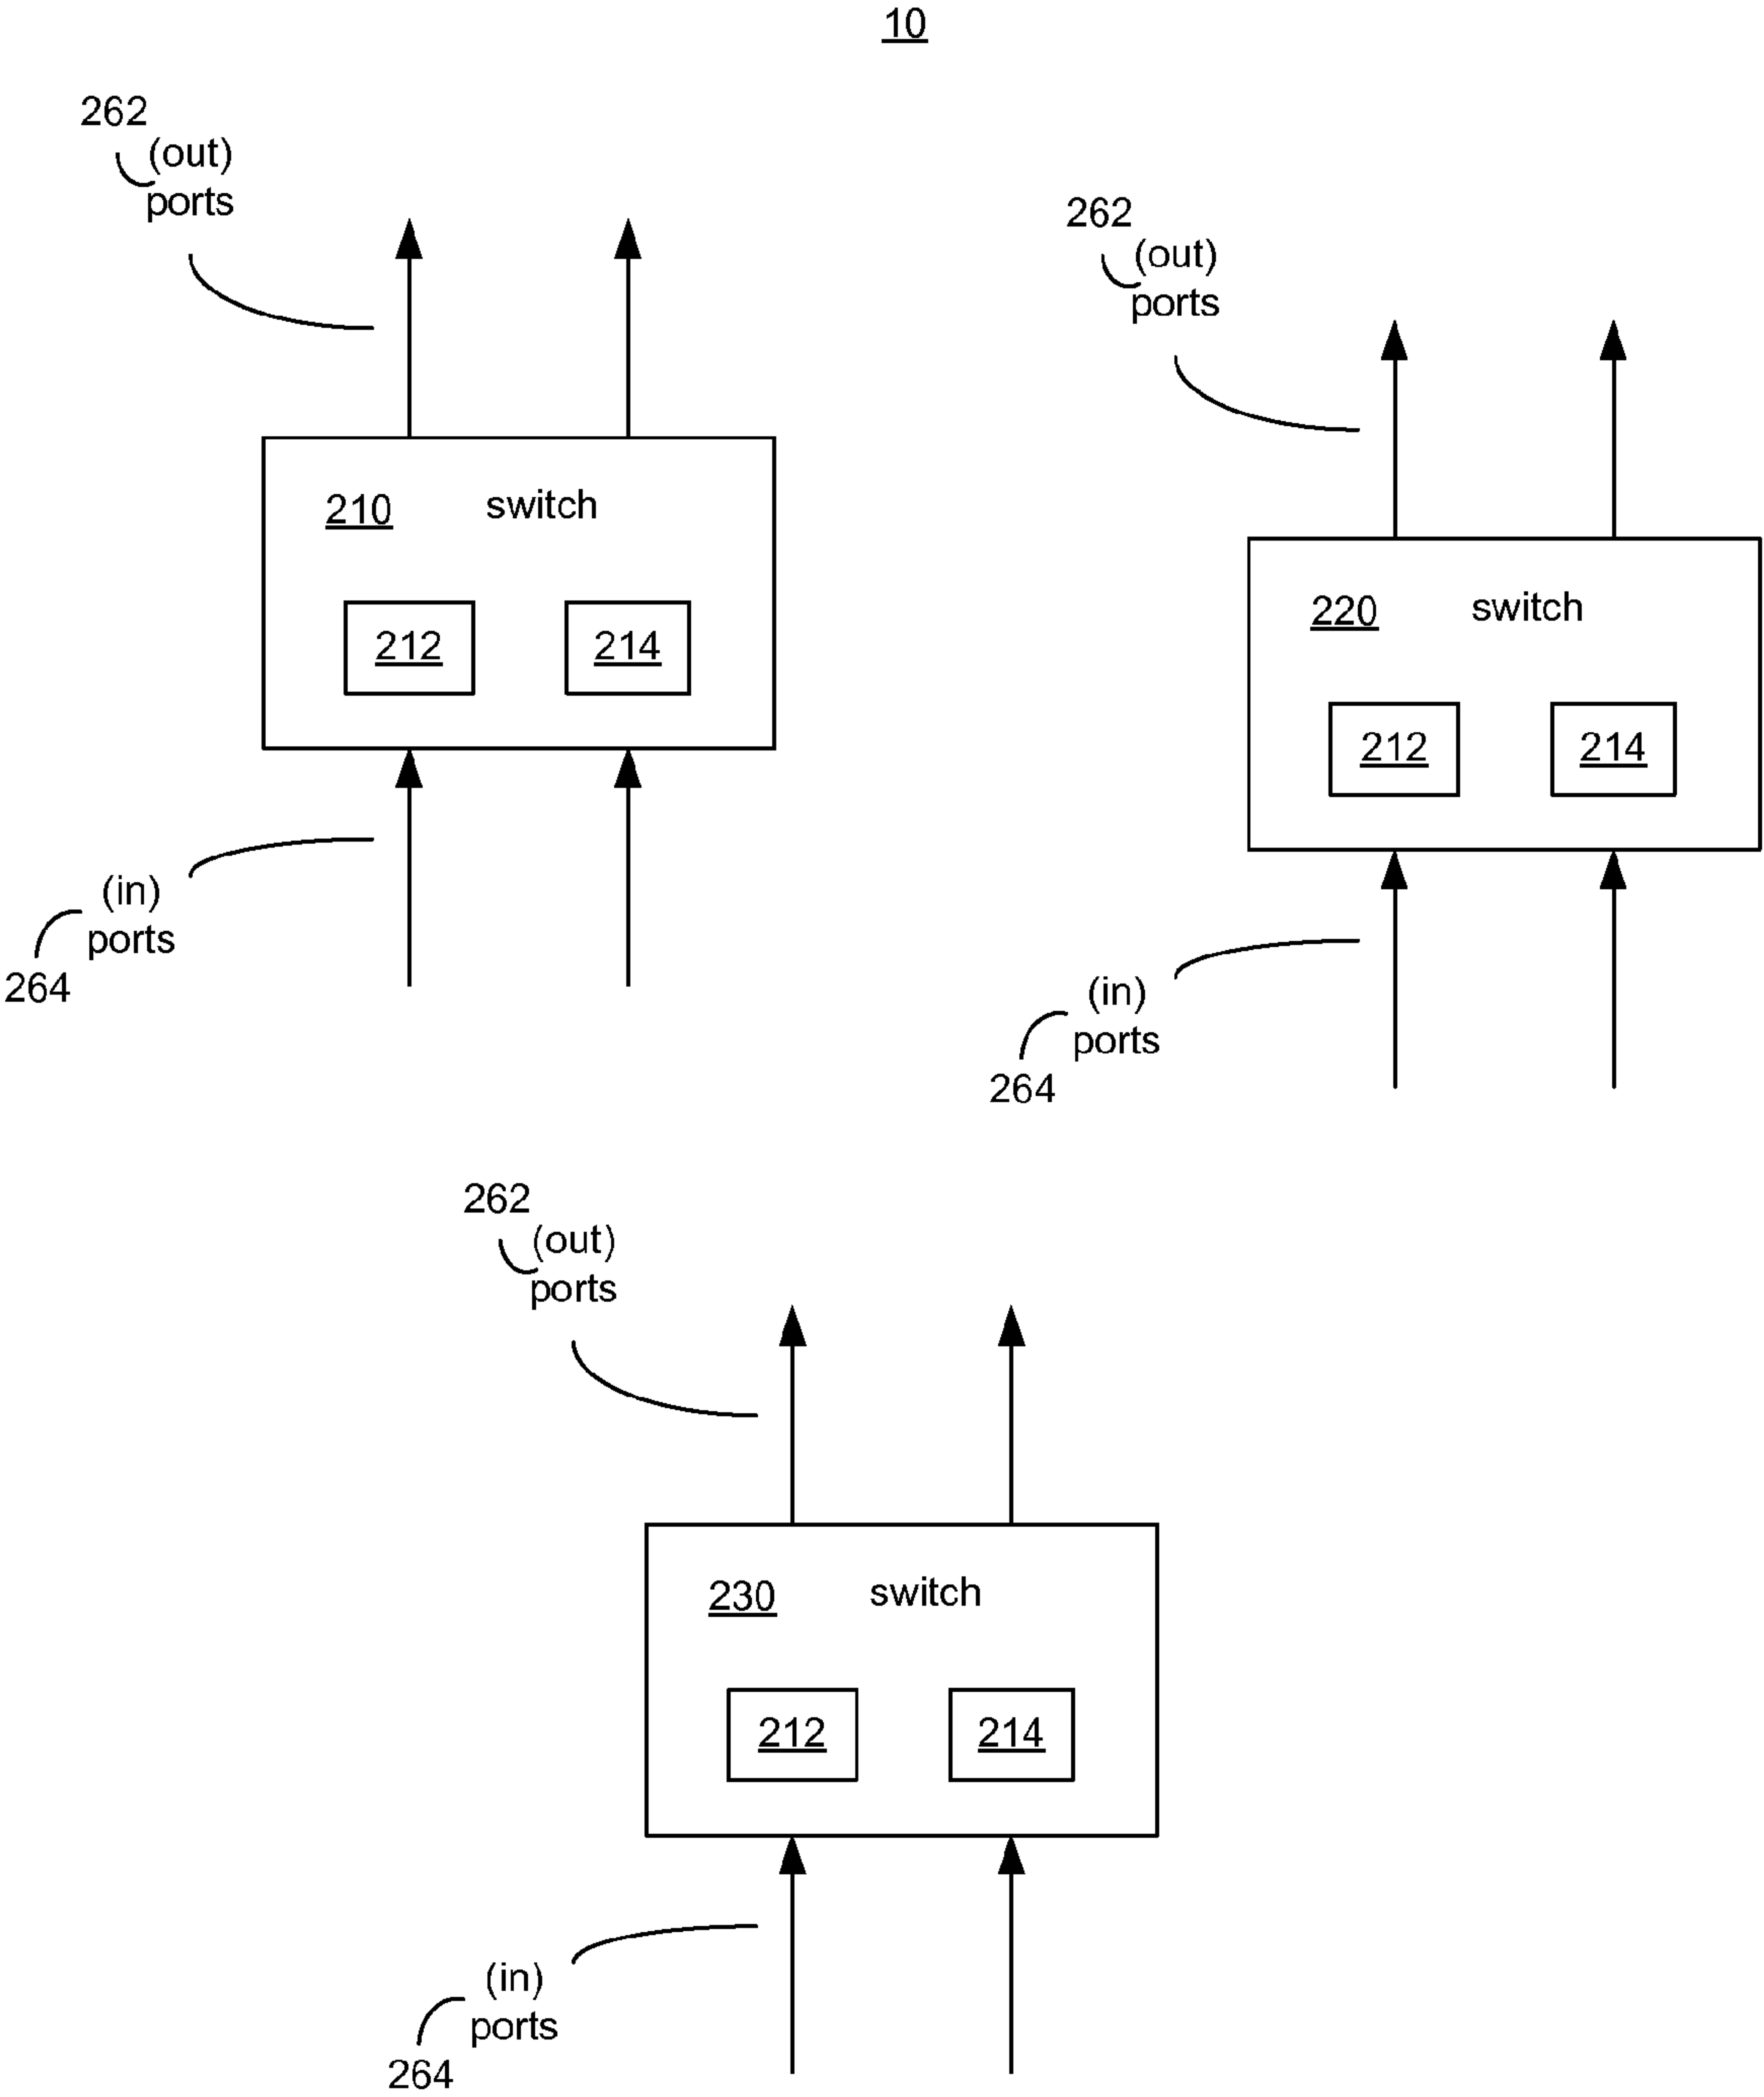 10
262
(out)
ports
210 switch
212 214
(in)
ports
264
262
(out)
ports
220 switch
212 214
(in)
ports
264
262
(out)
ports
230 switch
212 214
(in)
ports
264